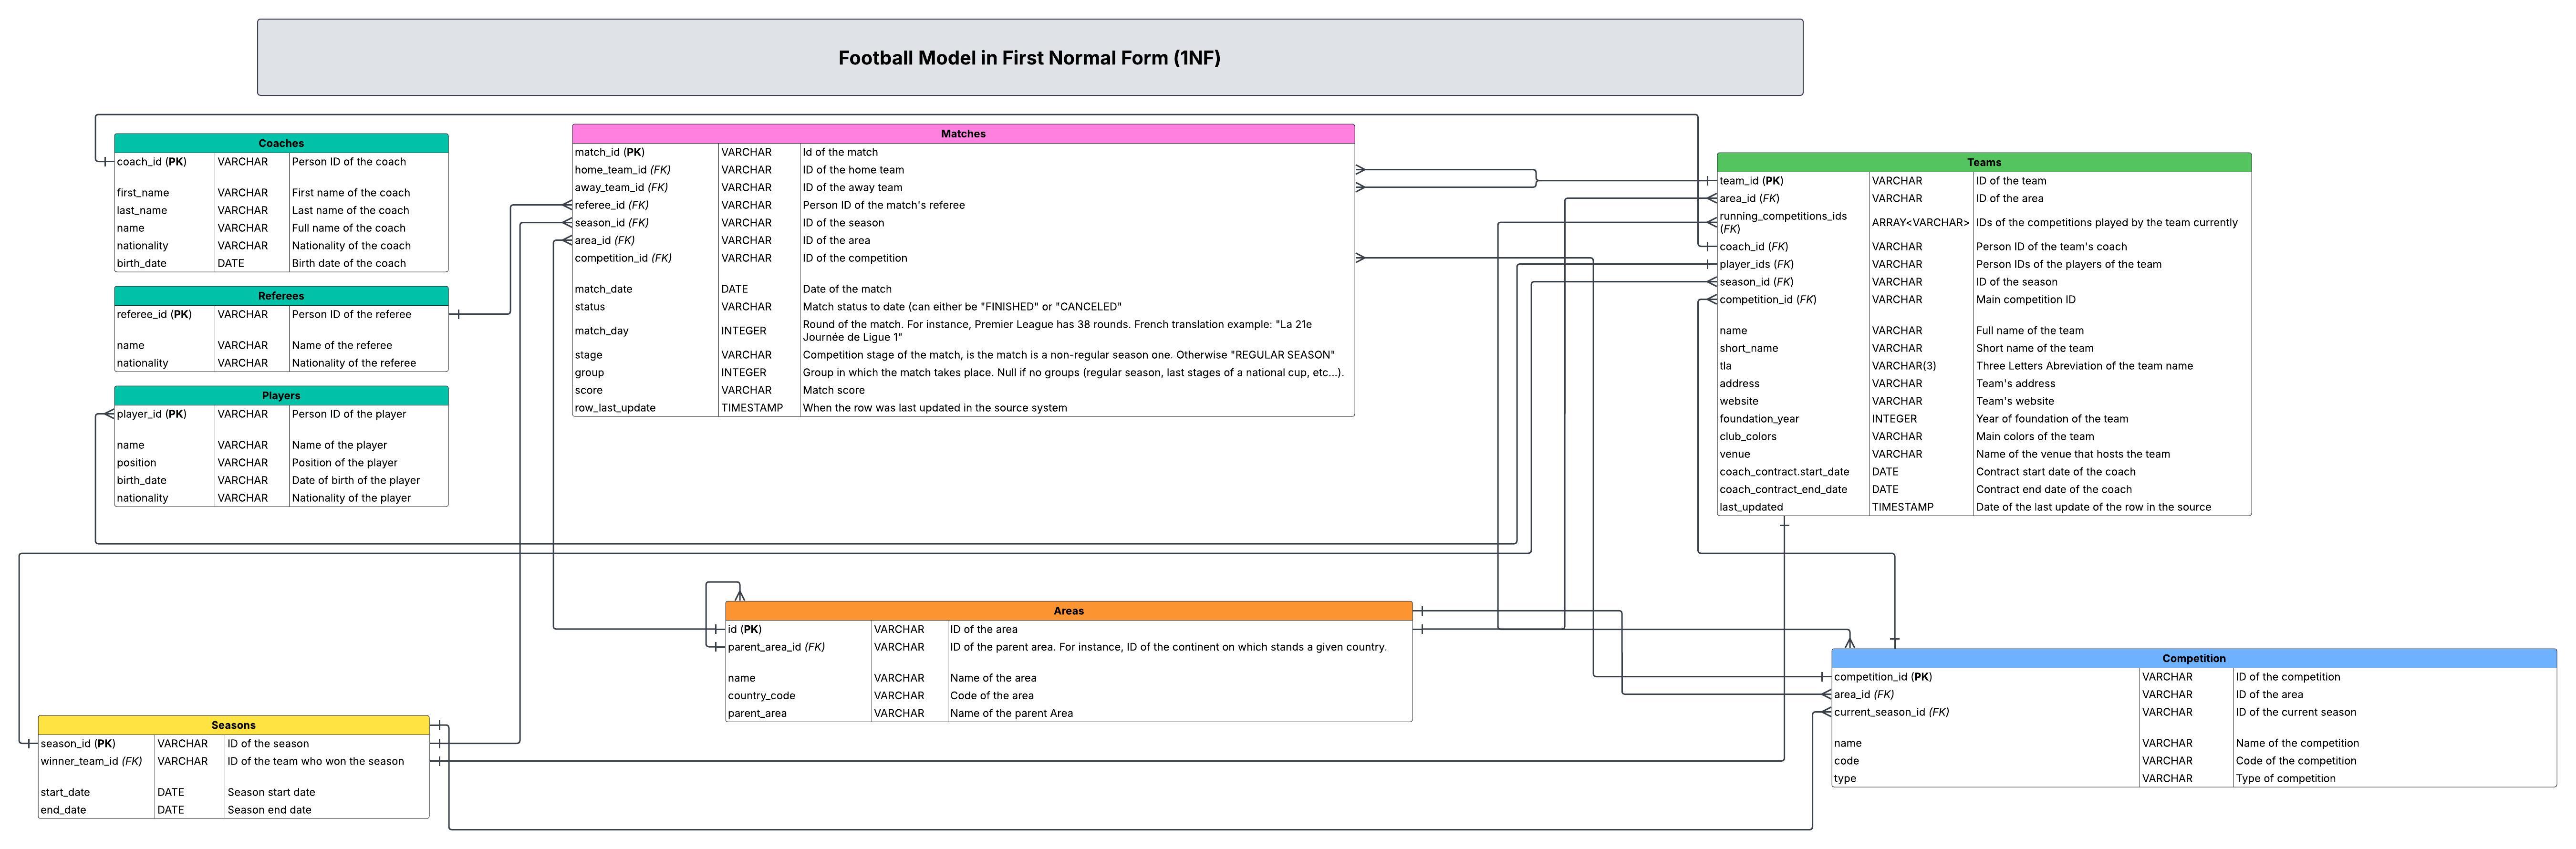 Football Model in First Normal Form (1NF)
Coaches
coach_id (PK) VARCHAR Person ID of the coach
first_name VARCHAR First name of the coach
last_name VARCHAR Last name of the coach
name VARCHAR Full name of the coach
nationality VARCHAR Nationality of the coach
birth_date DATE Birth date of the coach
Referees
referee_id (PK) VARCHAR Person ID of the referee
name VARCHAR Name of the referee
nationality VARCHAR Nationality of the referee
Players
player_id (PK) VARCHAR Person ID of the player
name VARCHAR Name of the player
position VARCHAR Position of the player
birth_date VARCHAR Date of birth of the player
nationality VARCHAR Nationality of the player
Matches
match_id (PK) VARCHAR Id of the match
home_team_id (FK) VARCHAR ID of the home team
away_team_id (FK) VARCHAR ID of the away team
referee_id (FK) VARCHAR Person ID of the match's referee
season_id (FK) VARCHAR ID of the season
area_id (FK) VARCHAR ID of the area
competition_id (FK) VARCHAR ID of the competition
match_date DATE Date of the match
status VARCHAR Match status to date (can either be "FINISHED" or "CANCELED"
match_day INTEGER Round of the match. For instance, Premier League has 38 rounds. French translation example: "La 21e
Journée de Ligue 1"
stage VARCHAR Competition stage of the match, is the match is a non-regular season one. Otherwise "REGULAR SEASON"
group INTEGER Group in which the match takes place. Null if no groups (regular season, last stages of a national cup, etc...).
score VARCHAR Match score
row_last_update TIMESTAMP When the row was last updated in the source system
Teams
team_id (PK) VARCHAR ID of the team
area_id (FK) VARCHAR ID of the area
running_competitions_ids
(FK) ARRAY<VARCHAR> IDs of the competitions played by the team currently
coach_id (FK) VARCHAR Person ID of the team's coach
player_ids (FK) VARCHAR Person IDs of the players of the team
season_id (FK) VARCHAR ID of the season
competition_id (FK) VARCHAR Main competition ID
name VARCHAR Full name of the team
short_name VARCHAR Short name of the team
tla VARCHAR(3) Three Letters Abreviation of the team name
address VARCHAR Team's address
website VARCHAR Team's website
foundation_year INTEGER Year of foundation of the team
club_colors VARCHAR Main colors of the team
venue VARCHAR Name of the venue that hosts the team
coach_contract.start_date DATE Contract start date of the coach
coach_contract_end_date DATE Contract end date of the coach
last_updated TIMESTAMP Date of the last update of the row in the source
Areas
id (PK) VARCHAR ID of the area
parent_area_id (FK) VARCHAR ID of the parent area. For instance, ID of the continent on which stands a given country.
name VARCHAR Name of the area
country_code VARCHAR Code of the area
parent_area VARCHAR Name of the parent Area
Competition
competition_id (PK) VARCHAR ID of the competition
area_id (FK) VARCHAR ID of the area
current_season_id (FK) VARCHAR ID of the current season
name VARCHAR Name of the competition
code VARCHAR Code of the competition
type VARCHAR Type of competition
Seasons
season_id (PK) VARCHAR ID of the season
winner_team_id (FK) VARCHAR ID of the team who won the season
start_date DATE Season start date
end_date DATE Season end date